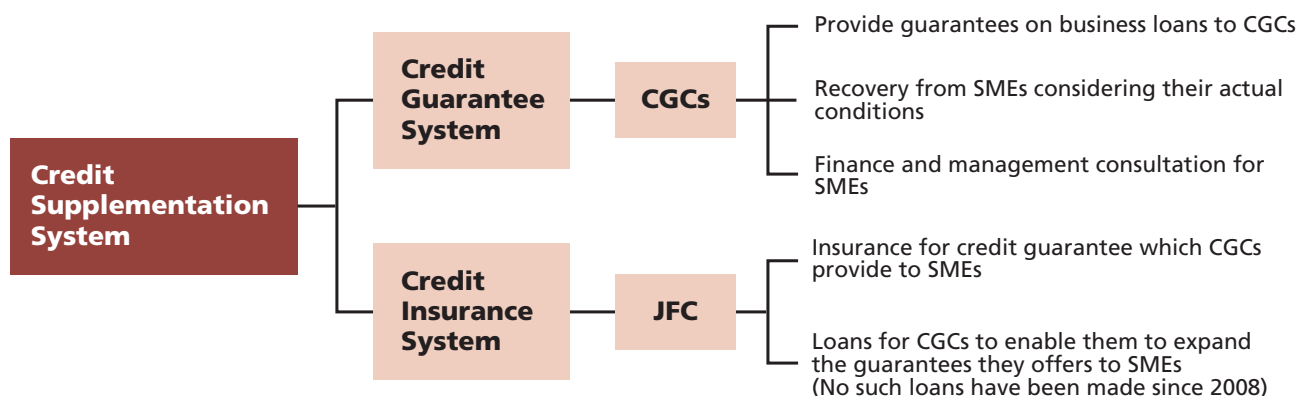 Credit
Supplementation
System
Credit
Guarantee
System
CGCs
Provide guarantees on business loans to CGCs
Recovery from SMEs considering their actual
conditions
Finance and management consultation for
SMEs
Credit
Insurance
System
JFC
Insurance for credit guarantee which CGCs
provide to SMEs
Loans for CGCs to enable them to expand
the guarantees they offers to SMEs
(No such loans have been made since 2008)